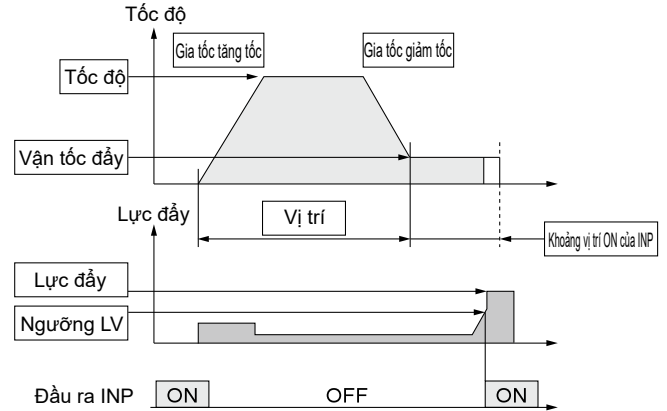 Tốc độ
Gia tốc tăng tốc
Gia tốc giảm tốc
Tốc độ
Vận tốc đẩy
Lực đẩy
Vị trí
Khoảng vị trí ON của INP
Lực đẩy
Ngưỡng LV
Đầu ra INP
ON
OFF
ON